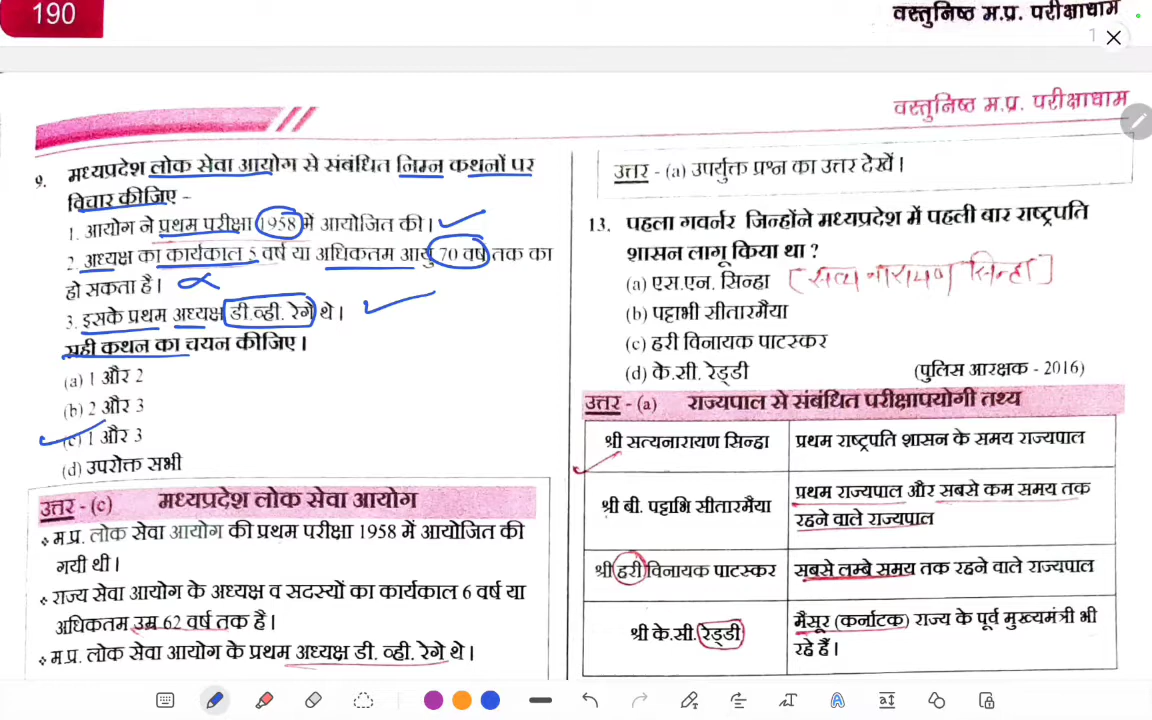 190
वस्तुनिष्ठ म.प्र. परीक्षाधाम
1
वस्तुनिष्ठ म.प्र. परीक्षाधाम
9. मध्यप्रदेश लोक सेवा आयोग से संबंधित निम्न कथनों पर
विचार कीजिए -
1. आयोग ने प्रथम परीक्षा 1958 में आयोजित की।
2. अध्यक्ष का कार्यकाल 5 वर्ष या अधिकतम आयु 70 वर्ष तक का
हो सकता है।
3. इसके प्रथम अध्यक्ष डी.व्ही. रेगे थे।
सही कथन का चयन कीजिए।
(a) 1 और 2
(b) 2 और 3
(c) 1 और 3
(d) उपरोक्त सभी
उत्तर - (c) मध्यप्रदेश लोक सेवा आयोग
म.प्र. लोक सेवा आयोग की प्रथम परीक्षा 1958 में आयोजित की
गयी थी।
राज्य सेवा आयोग के अध्यक्ष व सदस्यों का कार्यकाल 6 वर्ष या
अधिकतम उम्र 62 वर्ष तक है।
म.प्र. लोक सेवा आयोग के प्रथम अध्यक्ष डी. व्ही. रेगे थे।
उत्तर - (a) उपर्युक्त प्रश्न का उत्तर देखें।
13. पहला गवर्नर जिन्होंने मध्यप्रदेश में पहली बार राष्ट्रपति
शासन लागू किया था ?
(a) एस.एन. सिन्हा [सत्य नारायण सिन्हा]
(b) पट्टाभी सीतारमैया
(c) हरी विनायक पाटस्कर
(d) के.सी. रेड्डी (पुलिस आरक्षक - 2016)
उत्तर - (a) राज्यपाल से संबंधित परीक्षापयोगी तथ्य
श्री सत्यनारायण सिन्हा प्रथम राष्ट्रपति शासन के समय राज्यपाल
श्री बी. पट्टाभि सीतारमैया प्रथम राज्यपाल और सबसे कम समय तक
रहने वाले राज्यपाल
श्री हरी विनायक पाटस्कर सबसे लम्बे समय तक रहने वाले राज्यपाल
श्री के.सी. रेड्डी मैसूर (कर्नाटक) राज्य के पूर्व मुख्यमंत्री भी
रहे हैं।